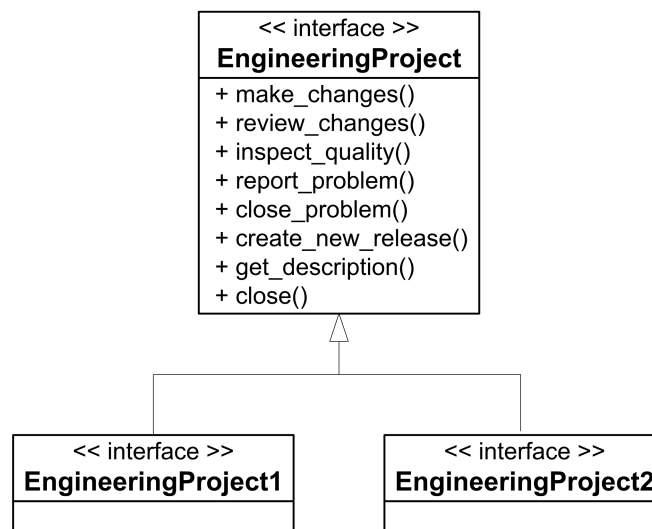 << interface >>
EngineeringProject
+ make_changes()
+ review_changes()
+ inspect_quality()
+ report_problem()
+ close_problem()
+ create_new_release()
+ get_description()
+ close()
<< interface >>
EngineeringProject1
<< interface >>
EngineeringProject2